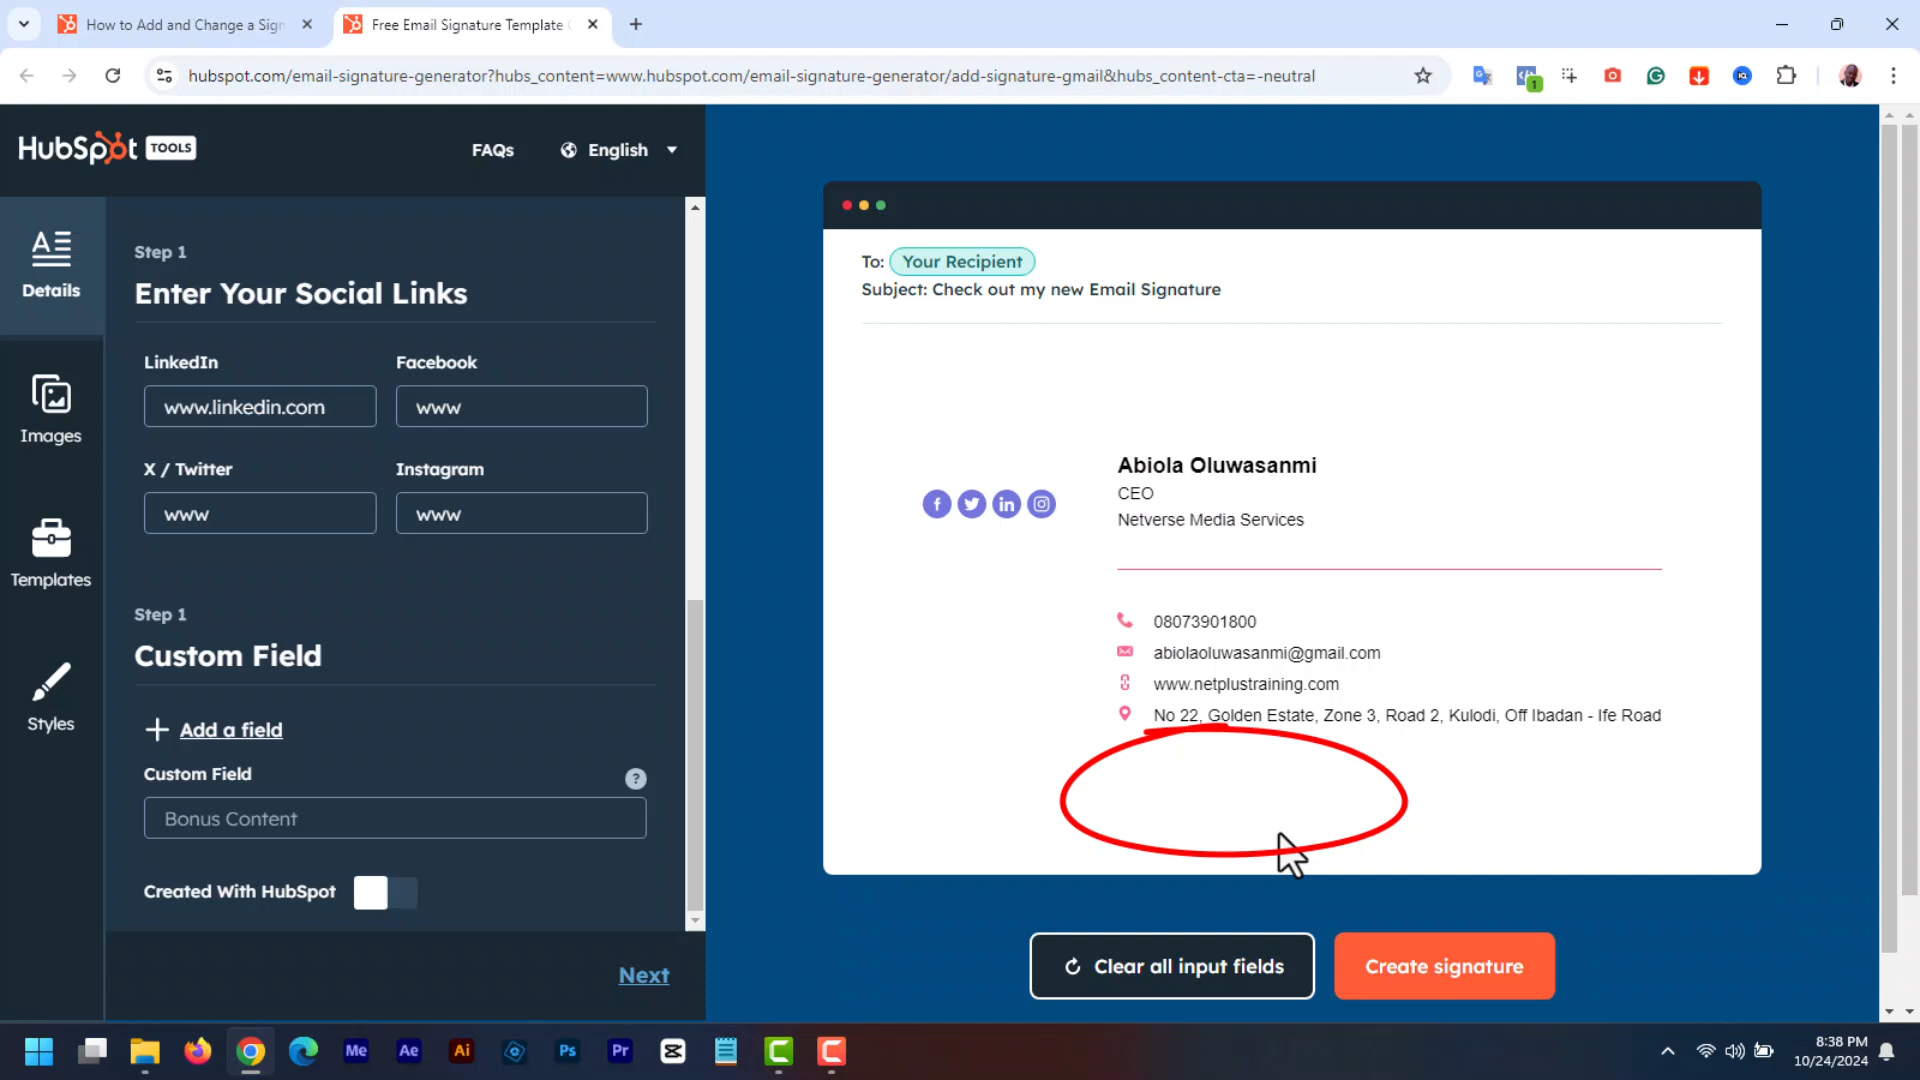 How to Add and Change a Sign
Free Email Signature Template
hubspot.com/email-signature-generator?hubs_content=www.hubspot.com/email-signature-generator/add-signature-gmail&hubs_content-cta=-neutral
1
HubSpot TOOLS
FAQs
English
Details
Images
Templates
Styles
Step 1
Enter Your Social Links
LinkedIn
Facebook
www.linkedin.com
www
X / Twitter
Instagram
www
www
Step 1
Custom Field
Add a field
Custom Field
?
Bonus Content
Created With HubSpot
Next
To: Your Recipient
Subject: Check out my new Email Signature
Abiola Oluwasanmi
CEO
Netverse Media Services
08073901800
abiolaoluwasanmi@gmail.com
www.netplustraining.com
No 22, Golden Estate, Zone 3, Road 2, Kulodi, Off Ibadan - Ife Road
Clear all input fields
Create signature
Me
Ae
Ai
Ps
Pr
8:38 PM
10/24/2024